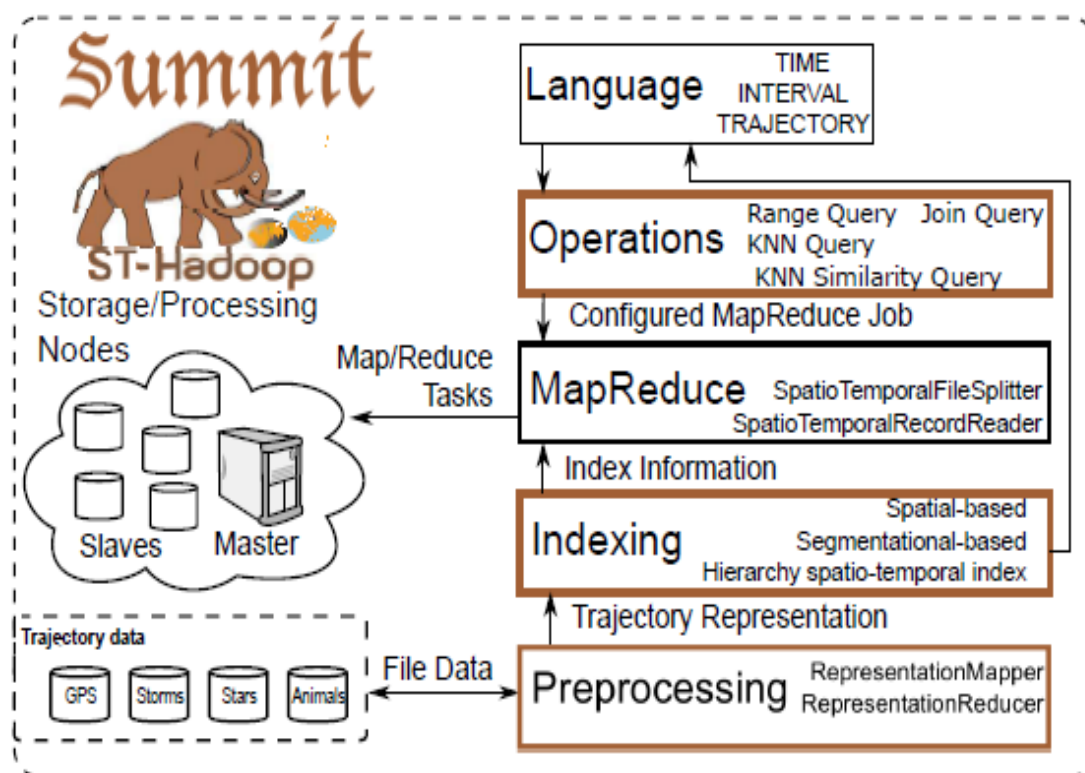 Summit
ST-Hadoop
Storage/Processing
Nodes
Slaves
Master
Map/Reduce
Tasks
Language
TIME
INTERVAL
TRAJECTORY
Operations
Range Query Join Query
KNN Query
KNN Similarity Query
Configured MapReduce Job
MapReduce
SpatioTemporalFileSplitter
SpatioTemporalRecordReader
Index Information
Indexing
Spatial-based
Segmentational-based
Hierarchy spatio-temporal index
Trajectory Representation
Trajectory data
GPS
Storms
Stars
Animals
File Data
Preprocessing
RepresentationMapper
RepresentationReducer